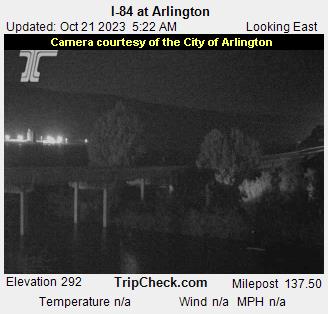 I-84 at Arlington
Updated: Oct 21 2023 5:22 AM Looking East
Camera courtesy of the City of Arlington
Elevation 292 TripCheck.com Milepost 137.50
Temperature n/a Wind n/a MPH n/a